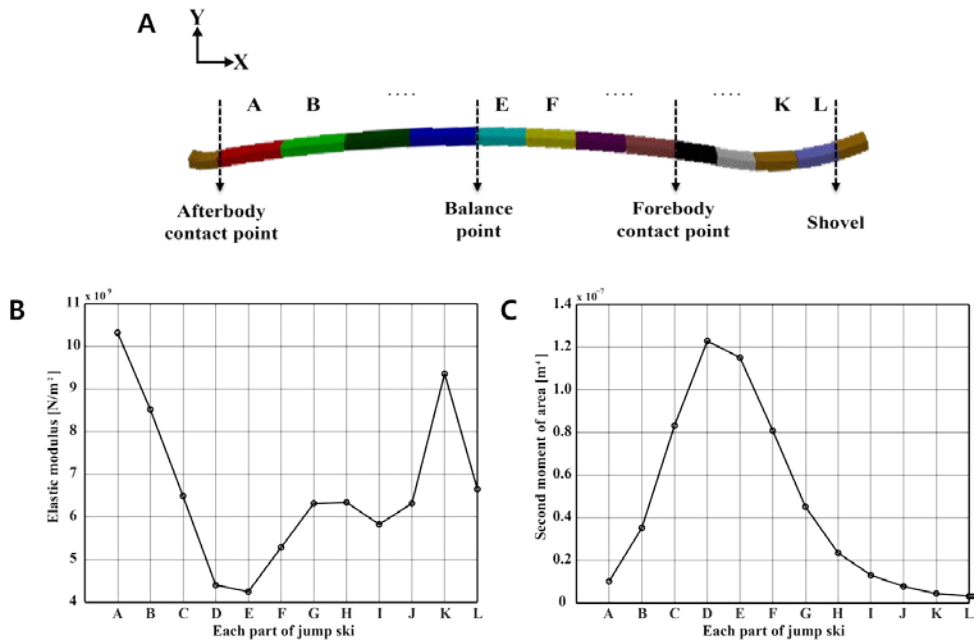 A
Y
X
A B .... E F .... .... K L
Afterbody
contact point
Balance
point
Forebody
contact point
Shovel
B
x 10⁹
11
10
9
8
7
6
5
4
Elastic modulus [N/m²]
A B C D E F G H I J K L
Each part of jump ski
C
x 10⁻⁷
1.4
1.2
1.0
0.8
0.6
0.4
0.2
0
Second moment of area [m⁴]
A B C D E F G H I J K L
Each part of jump ski